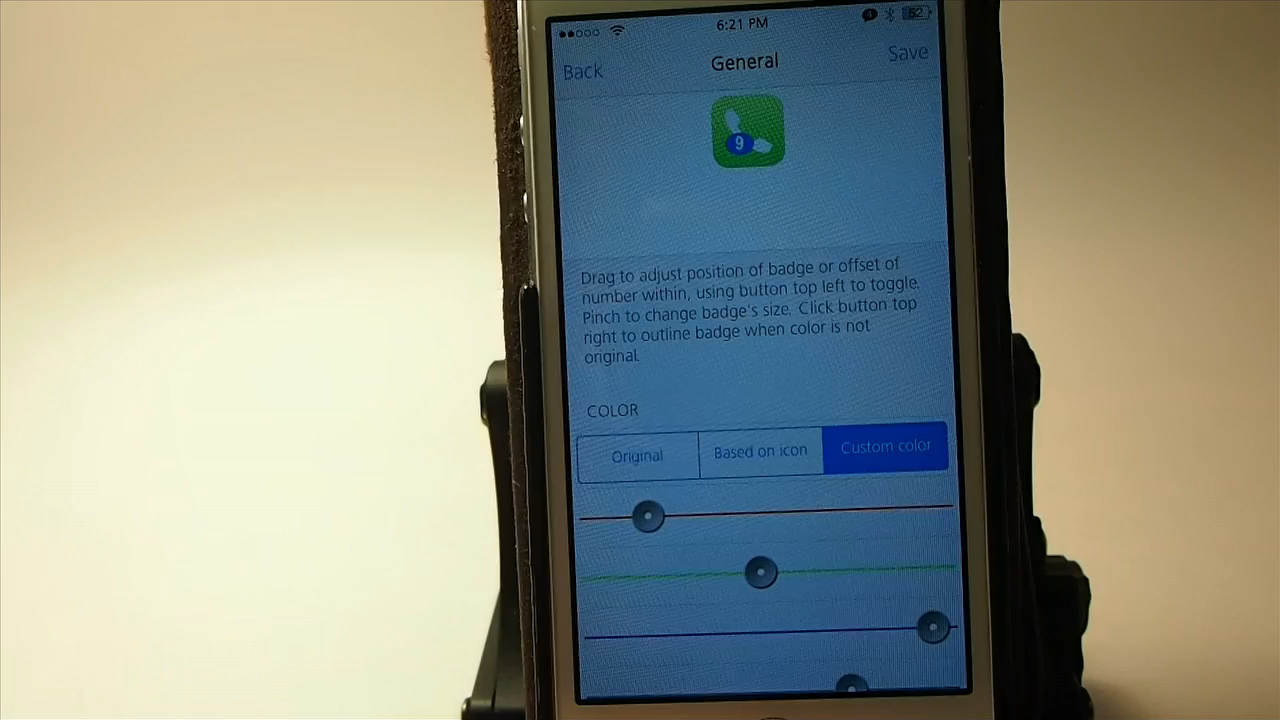 6:21 PM
52
Back
General
Save
9
Drag to adjust position of badge or offset of
number within, using button top left to toggle.
Pinch to change badge's size. Click button top
right to outline badge when color is not
original.
COLOR
Original
Based on icon
Custom color